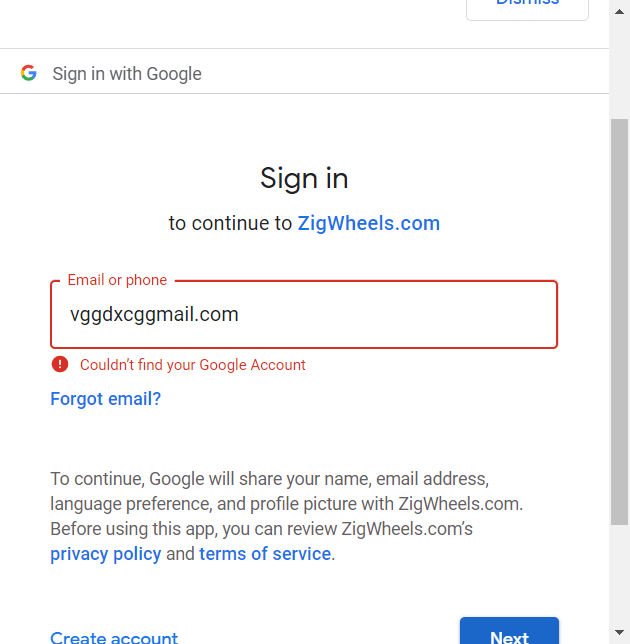 Dismiss
Sign in with Google
Sign in
to continue to ZigWheels.com
Email or phone
vggdxcggmail.com
Couldn't find your Google Account
Forgot email?
To continue, Google will share your name, email address,
language preference, and profile picture with ZigWheels.com.
Before using this app, you can review ZigWheels.com's
privacy policy and terms of service.
Create account
Next